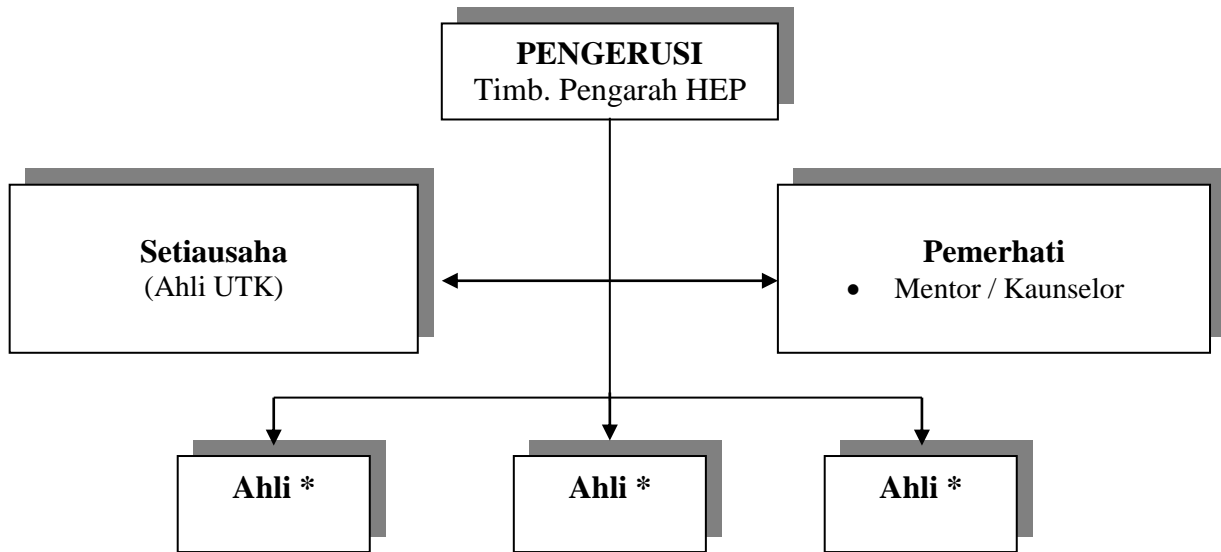 PENGERUSI
Timb. Pengarah HEP
Setiausaha
(Ahli UTK)
Pemerhati
• Mentor / Kaunselor
Ahli *
Ahli *
Ahli *